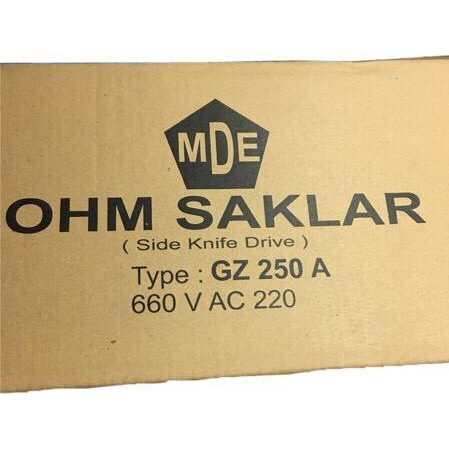 MDE
OHM SAKLAR
( Side Knife Drive )
Type : GZ 250 A
660 V AC 220